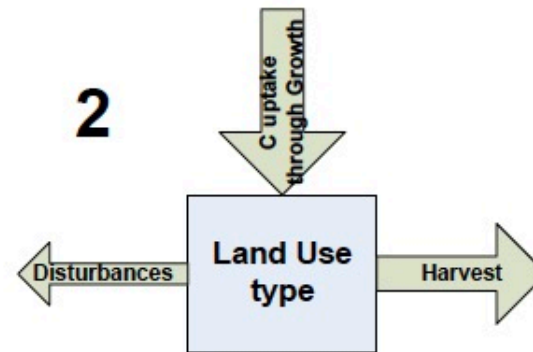 2
C uptake
through Growth
Disturbances
Land Use
type
Harvest